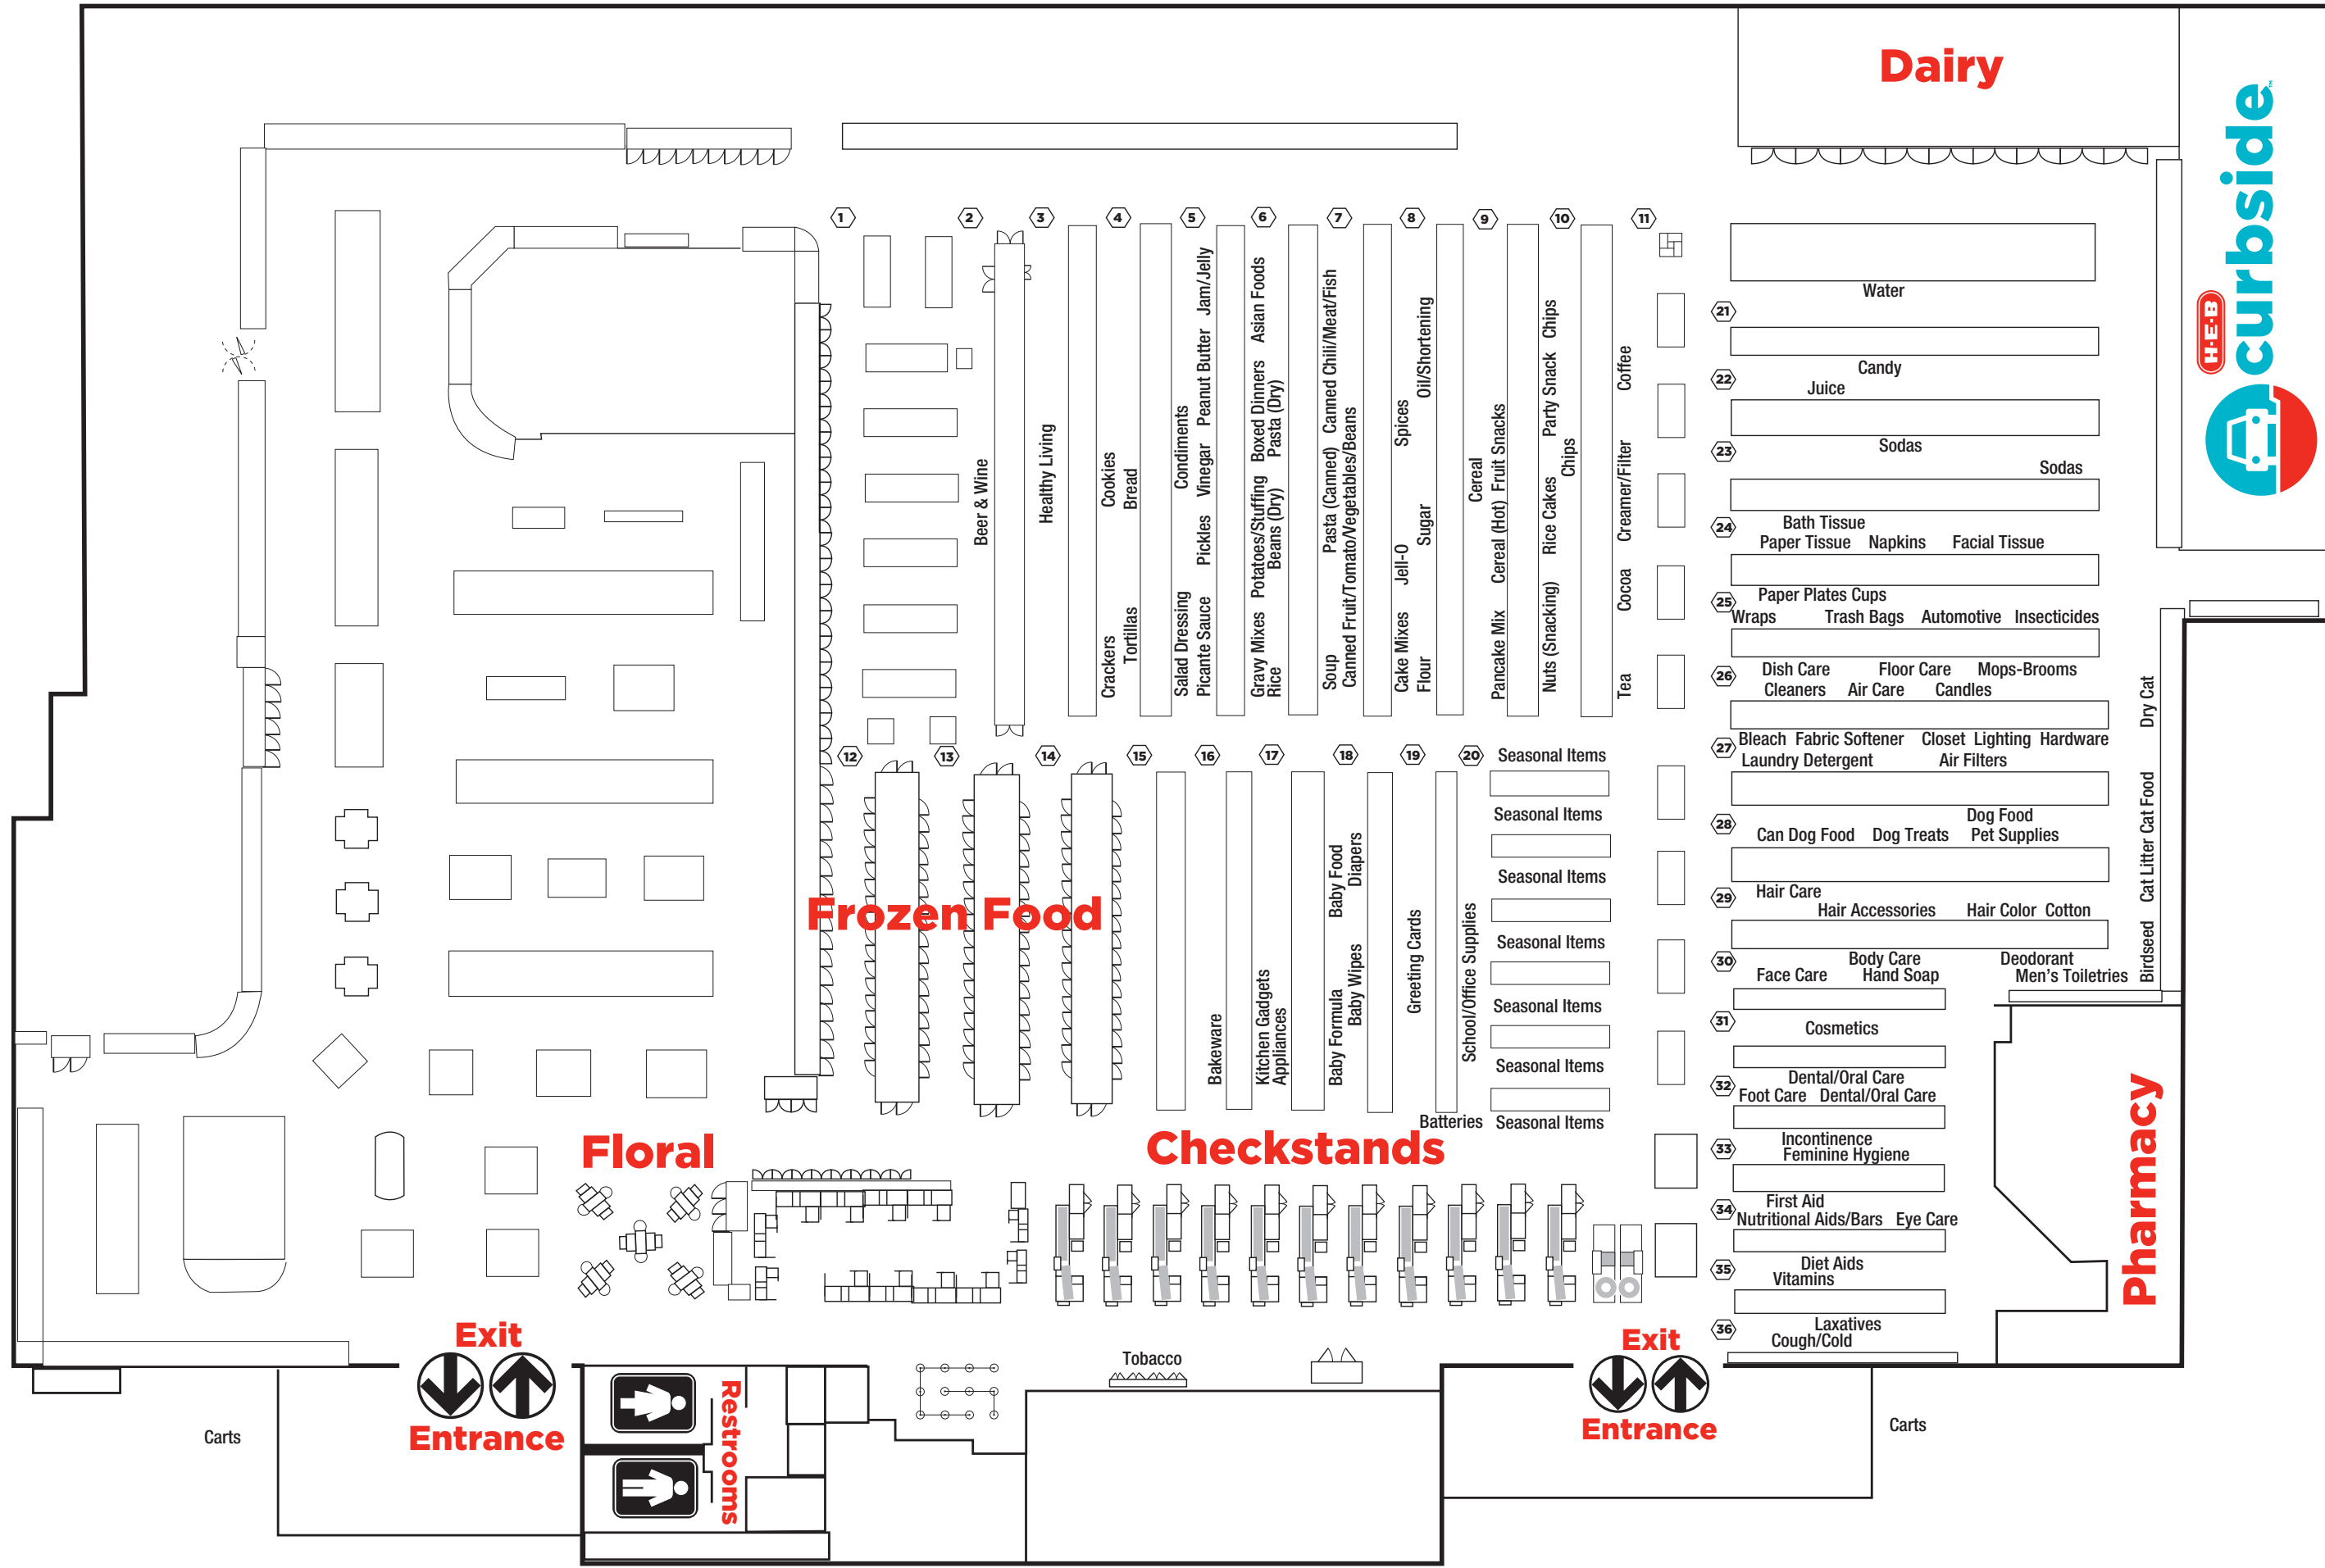 Dairy
H-E-B
curbside™
1
2
3
4
5
6
7
8
9
10
11
Beer & Wine
Healthy Living
Crackers Cookies
Tortillas Bread
Salad Dressing Condiments
Picante Sauce Pickles Vinegar Peanut Butter Jam/Jelly
Gravy Mixes Potatoes/Stuffing Boxed Dinners Asian Foods
Rice Beans (Dry) Pasta (Dry)
Soup Pasta (Canned) Canned Chili/Meat/Fish
Canned Fruit/Tomato/Vegetables/Beans
Cake Mixes Jell-O Spices
Flour Sugar Oil/Shortening
Cereal
Pancake Mix Cereal (Hot) Fruit Snacks
Nuts (Snacking) Rice Cakes Party Snack Chips
Chips
Tea Cocoa Creamer/Filter Coffee
Water
21
Candy
22
Juice
23
Sodas
Sodas
24
Bath Tissue
Paper Tissue Napkins Facial Tissue
25
Paper Plates Cups
Wraps Trash Bags Automotive Insecticides
26
Dish Care Floor Care Mops-Brooms
Cleaners Air Care Candles
27
Bleach Fabric Softener Closet Lighting Hardware
Laundry Detergent Air Filters
28
Dog Food
Can Dog Food Dog Treats Pet Supplies
29
Hair Care
Hair Accessories Hair Color Cotton
30
Body Care Deodorant
Face Care Hand Soap Men's Toiletries
Birdseed Cat Litter Cat Food Dry Cat
31
Cosmetics
32
Dental/Oral Care
Foot Care Dental/Oral Care
33
Incontinence
Feminine Hygiene
34
First Aid
Nutritional Aids/Bars Eye Care
35
Diet Aids
Vitamins
36
Laxatives
Cough/Cold
Pharmacy
12
13
14
15
16
17
18
19
20
Frozen Food
Bakeware
Kitchen Gadgets
Appliances
Baby Formula Baby Food
Baby Wipes Diapers
Greeting Cards
School/Office Supplies
Batteries
Seasonal Items
Seasonal Items
Seasonal Items
Seasonal Items
Seasonal Items
Seasonal Items
Seasonal Items
Floral
Checkstands
Exit
Entrance
Carts
Restrooms
Tobacco
Exit
Entrance
Carts